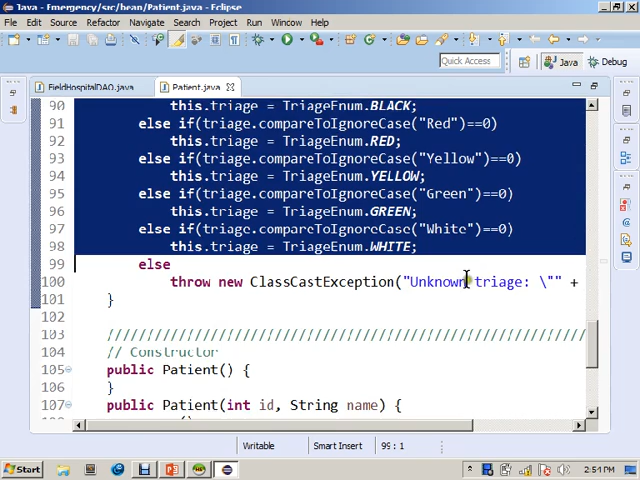 Java - Emergency/src/bean/Patient.java - Eclipse
File Edit Source Refactor Navigate Search Project Run Window Help
Quick Access Java Debug
FieldHospitalDAO.java Patient.java
90 this.triage = TriageEnum.BLACK;
91 else if(triage.compareToIgnoreCase("Red")==0)
92 this.triage = TriageEnum.RED;
93 else if(triage.compareToIgnoreCase("Yellow")==0)
94 this.triage = TriageEnum.YELLOW;
95 else if(triage.compareToIgnoreCase("Green")==0)
96 this.triage = TriageEnum.GREEN;
97 else if(triage.compareToIgnoreCase("White")==0)
98 this.triage = TriageEnum.WHITE;
99 else
100 throw new ClassCastException("Unknown triage: \"" +
101 }
102
103 ////////////////////////////////////////////////////////////
104 // Constructor
105 public Patient() {
106 }
107 public Patient(int id, String name) {
Writable Smart Insert 99 : 1
Start 2:54 PM